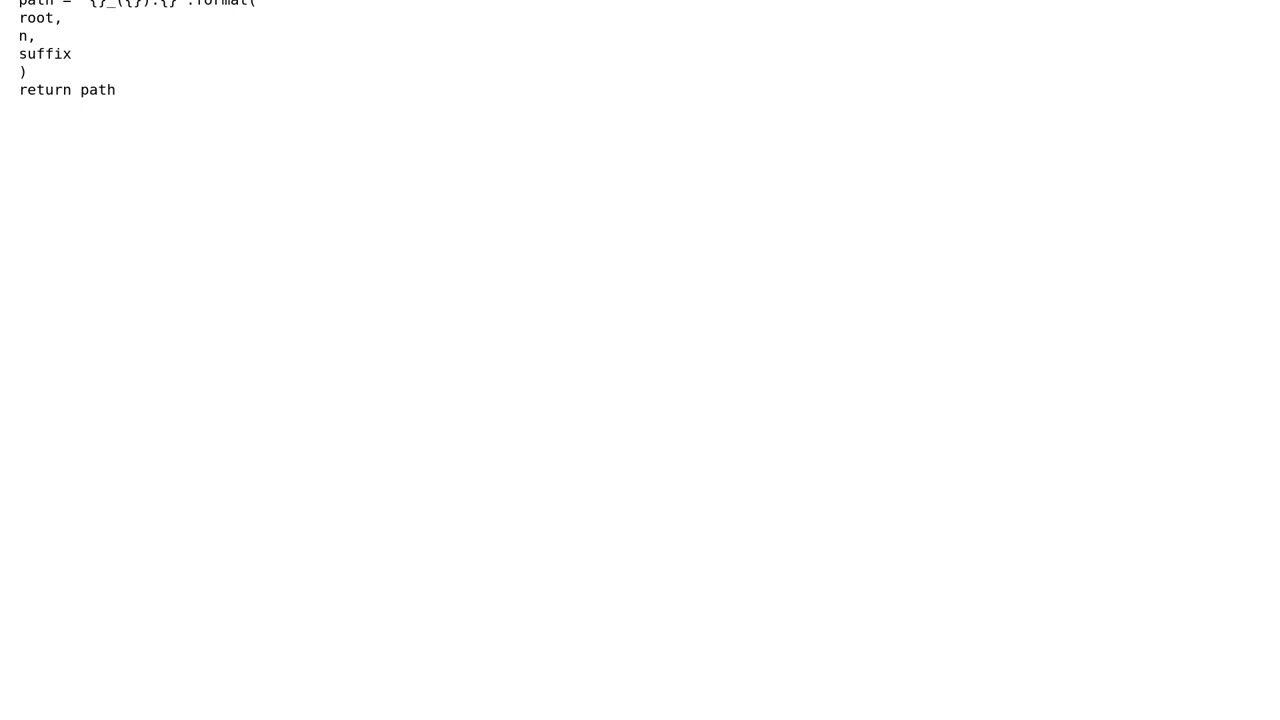 path = "{}_({}).{}".format(
root,
n,
suffix
)
return path